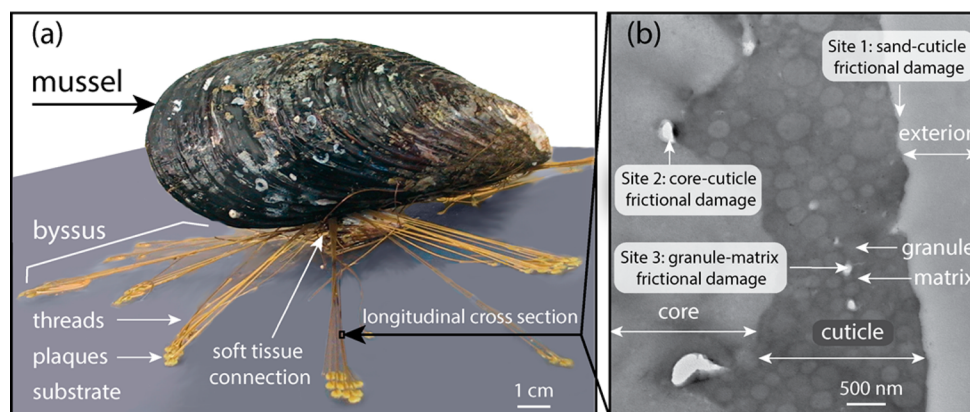 (a)
mussel
byssus
threads
plaques
substrate
soft tissue
connection
longitudinal cross section
1 cm
(b)
Site 1: sand-cuticle
frictional damage
exterior
Site 2: core-cuticle
frictional damage
granule
Site 3: granule-matrix
frictional damage
matrix
core
cuticle
500 nm